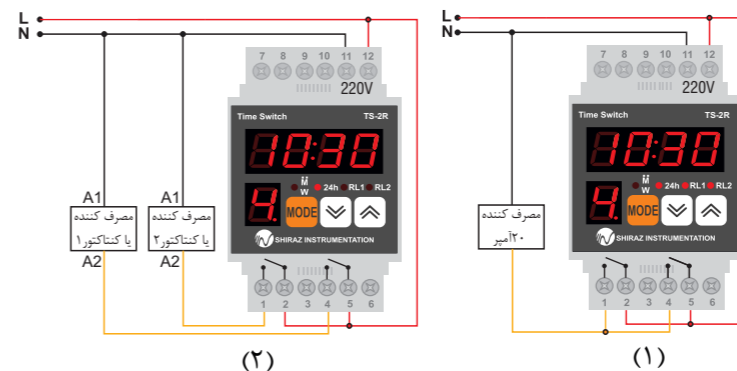 L
N
7 8 9 10 11 12
220V
Time Switch TS-2R
10:30
M
W
24h RL1 RL2
4.
MODE
SHIRAZ INSTRUMENTATION
1 2 3 4 5 6
A1
مصرف کننده
یا کنتاکتور۱
A2
A1
مصرف کننده
یا کنتاکتور۲
A2
(۲)
L
N
7 8 9 10 11 12
220V
Time Switch TS-2R
10:30
M
W
24h RL1 RL2
4.
MODE
SHIRAZ INSTRUMENTATION
1 2 3 4 5 6
مصرف کننده
۲۰آمپر
(۱)